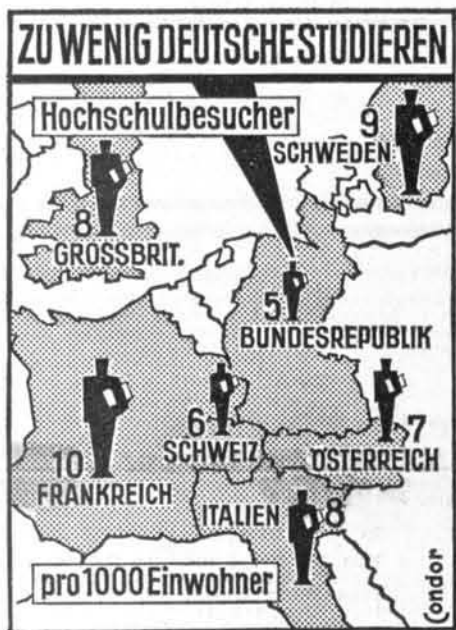 ZU WENIG DEUTSCHE STUDIEREN
Hochschulbesucher
9
SCHWEDEN
8
GROSSBRIT.
5
BUNDESREPUBLIK
10
FRANKREICH
6
SCHWEIZ
7
ÖSTERREICH
ITALIEN 8
pro 1000 Einwohner
Condor